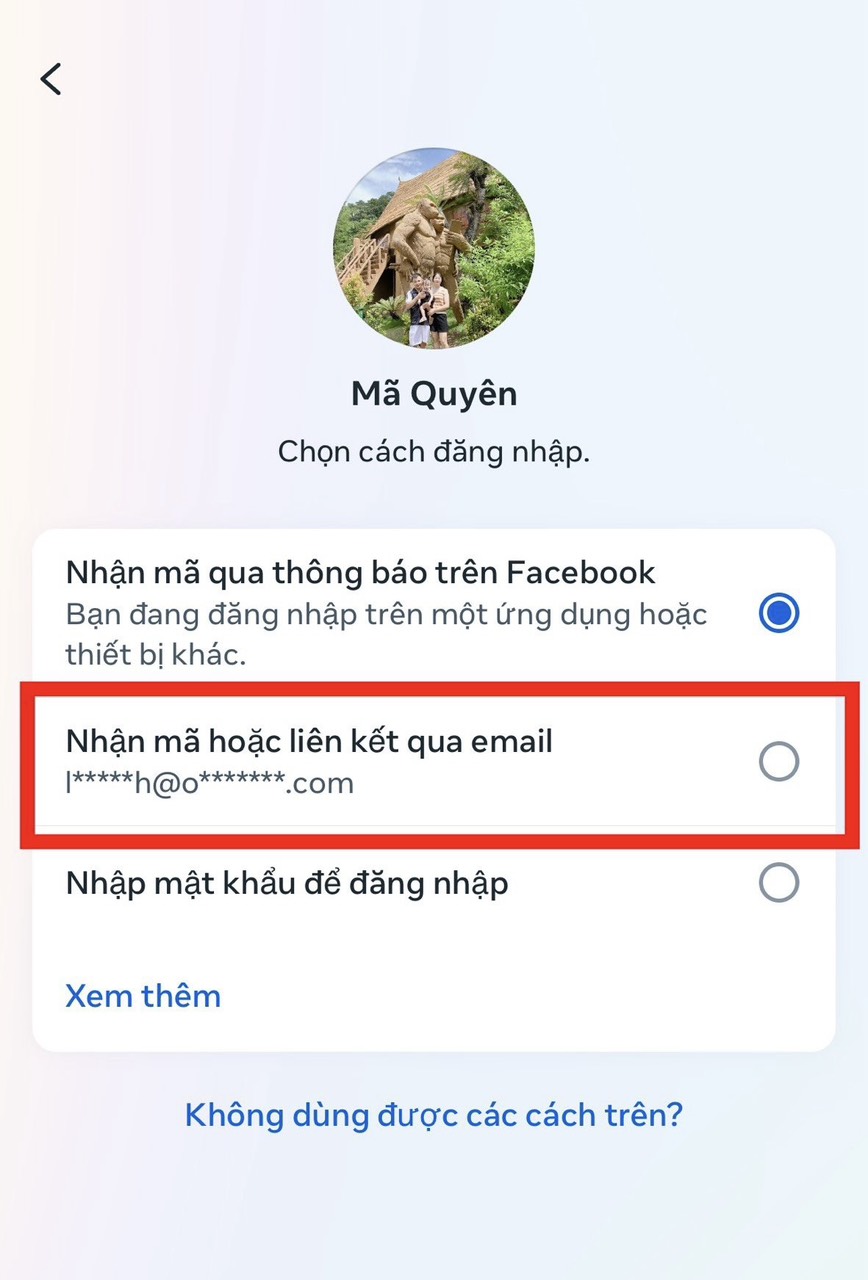 Mã Quyên
Chọn cách đăng nhập.
Nhận mã qua thông báo trên Facebook
Bạn đang đăng nhập trên một ứng dụng hoặc
thiết bị khác.
Nhận mã hoặc liên kết qua email
l*****h@o*******.com
Nhập mật khẩu để đăng nhập
Xem thêm
Không dùng được các cách trên?